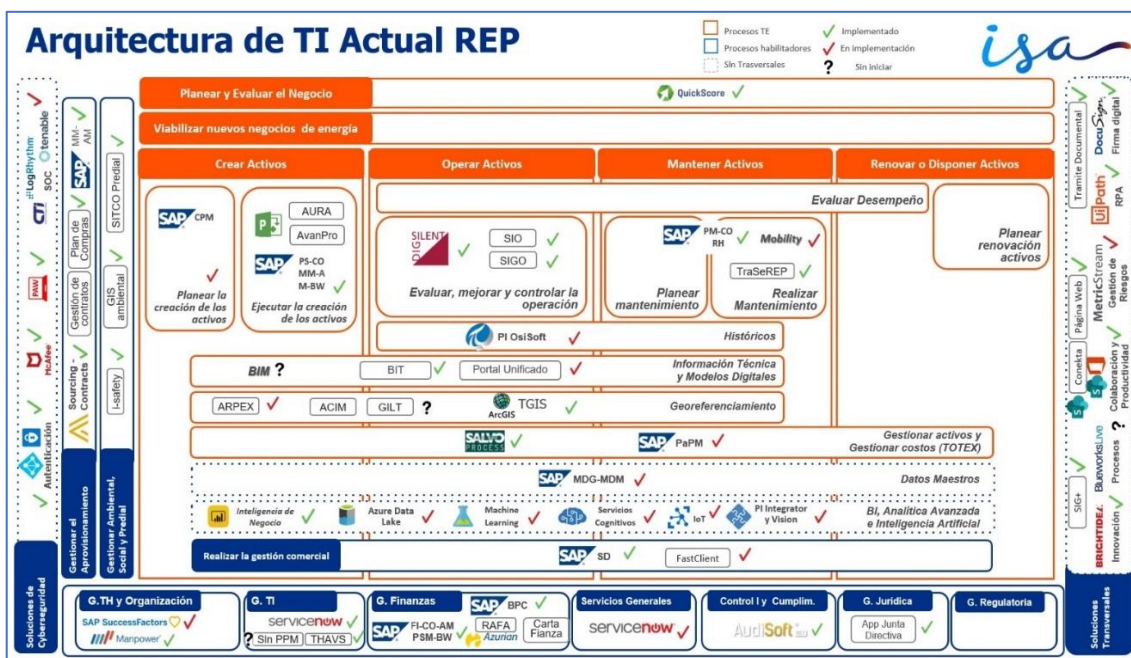 Arquitectura de TI Actual REP
Procesos TE
Procesos habilitadores
SIn Trasversales
Implementado
En implementación
? Sin Iniciar
isa
Planear y Evaluar el Negocio
QuickScore
Viabilizar nuevos negocios de energía
Crear Activos
Operar Activos
Mantener Activos
Renovar o Disponer Activos
Evaluar Desempeño
SAP CPM
Planear la
creación de los
activos
AURA
AvanPro
SAP PS-CO
MM-A
M-BW
Ejecutar la creación
de los activos
DIGSILENT
SIO
SIGO
Evaluar, mejorar y controlar la
operación
SAP PM-CO
RH
Mobility
TraSeREP
Planear
mantenimiento
Realizar
Mantenimiento
Planear
renovación
activos
PI OsiSoft
Históricos
BIM ?
BIT
Portal Unificado
Información Técnica
y Modelos Digitales
ARPEX
ACIM
GILT
?
ArcGIS
TGIS
Georeferenciamiento
SALVO
PROCESS
SAP PaPM
Gestionar activos y
Gestionar costos (TOTEX)
SAP MDG-MDM
Datos Maestros
Inteligencia de
Negocio
Azure Data
Lake
Machine
Learning
Servicios
Cognitivos
IoT
PI Integrator
y Vision
BI, Analítica Avanzada
e Inteligencia Artificial
Realizar la gestión comercial
SAP SD
FastClient
LogRhythm
CTI
SOC
tenable
PAW
McAfee
Autenticación
Soluciones de
Cyberseguridad
SAP MM-
AM
Plan de
Compras
Gestión de
contratos
Sourcing -
Contracta
Gestionar el
Aprovisionamiento
SITCO Predial
GIS
ambiental
I-safety
Gestionar Ambiental,
Social y Predial
Tramite Documental
DocuSign
Firma digital
UiPath
RPA
Página Web
MetricStream
Gestión de
Riesgos
Conekta
S
S
Colaboración y
Productividad
SIG+
BlueworksLive
Procesos ?
BRIGHTIDEA
Innovación
Soluciones
Transversales
G.TH y Organización
SAP SuccessFactors
Manpower
G. TI
servicenow
? SIn PPM
THAVS
G. Finanzas
SAP BPC
SAP FI-CO-AM
PSM-BW
RAFA
Azurian
Carta
Fianza
Servicios Generales
servicenow
Control I y Cumplim.
AudiSoft
G. Jurídica
App Junta
Directiva
G. Regulatoria